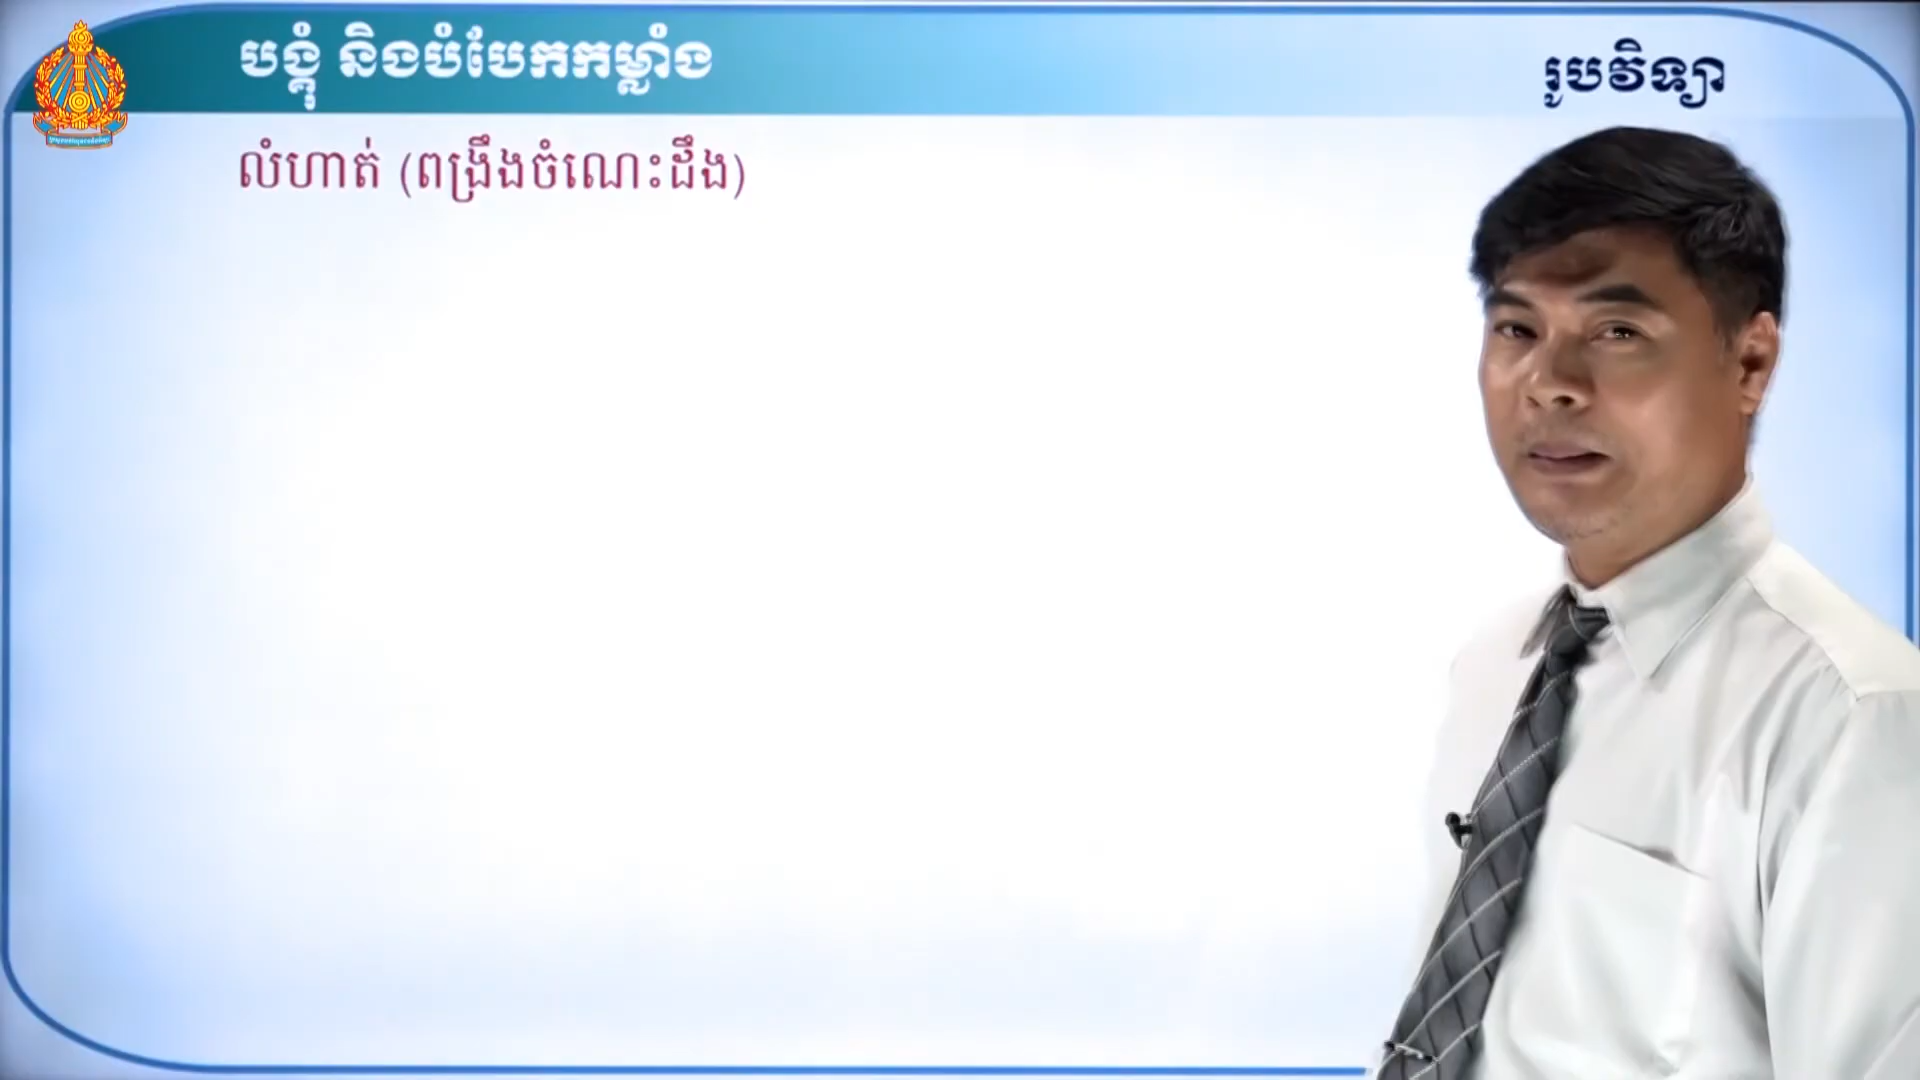 បង្គុំ និងបំបែកកម្លាំង
រូបវិទ្យា
លំហាត់ (ពង្រឹងចំណេះដឹង)